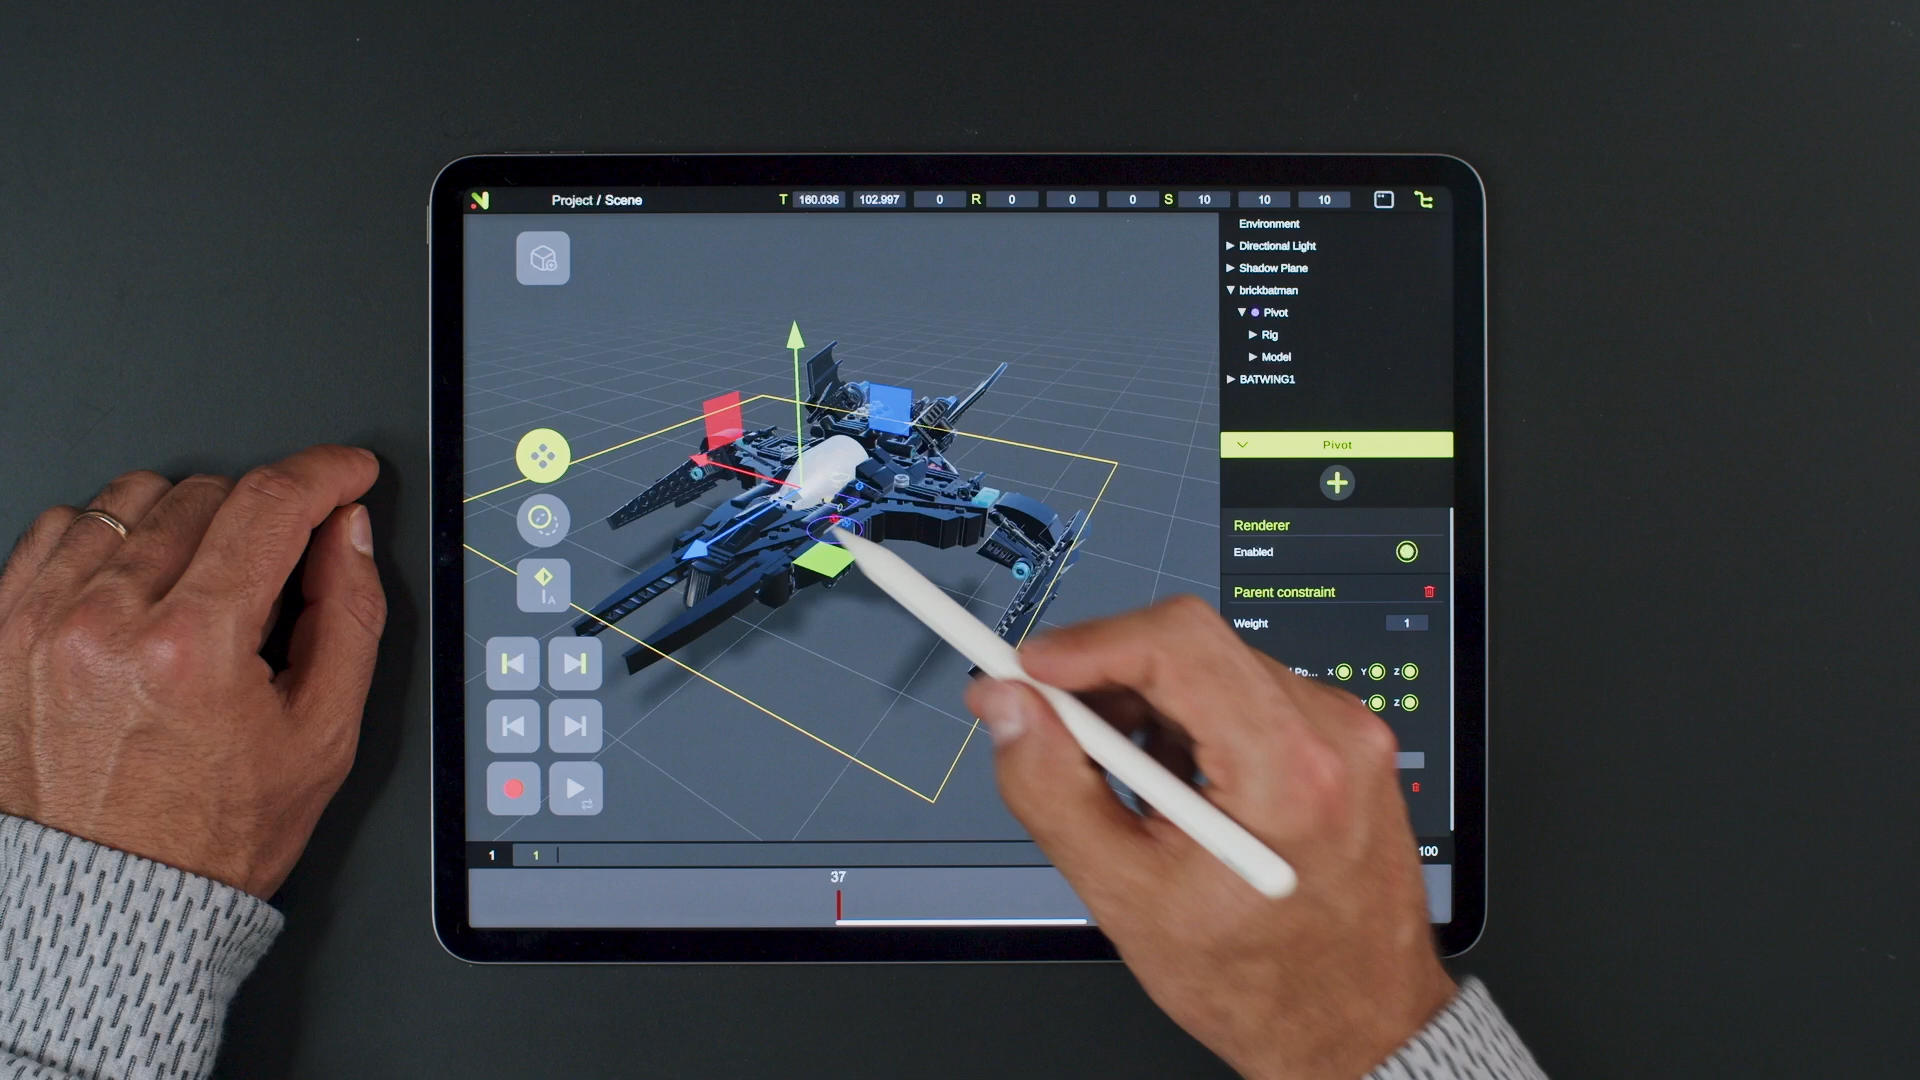 Project / Scene
T 160.036 102.997 0 R 0 0 0 S 10 10 10
Environment
Directional Light
Shadow Plane
brickbatman
Pivot
Rig
Model
BATWING1
Pivot
Renderer
Enabled
Parent constraint
Weight 1
Po... X Y Z
Y Z
A
1 1 100
37